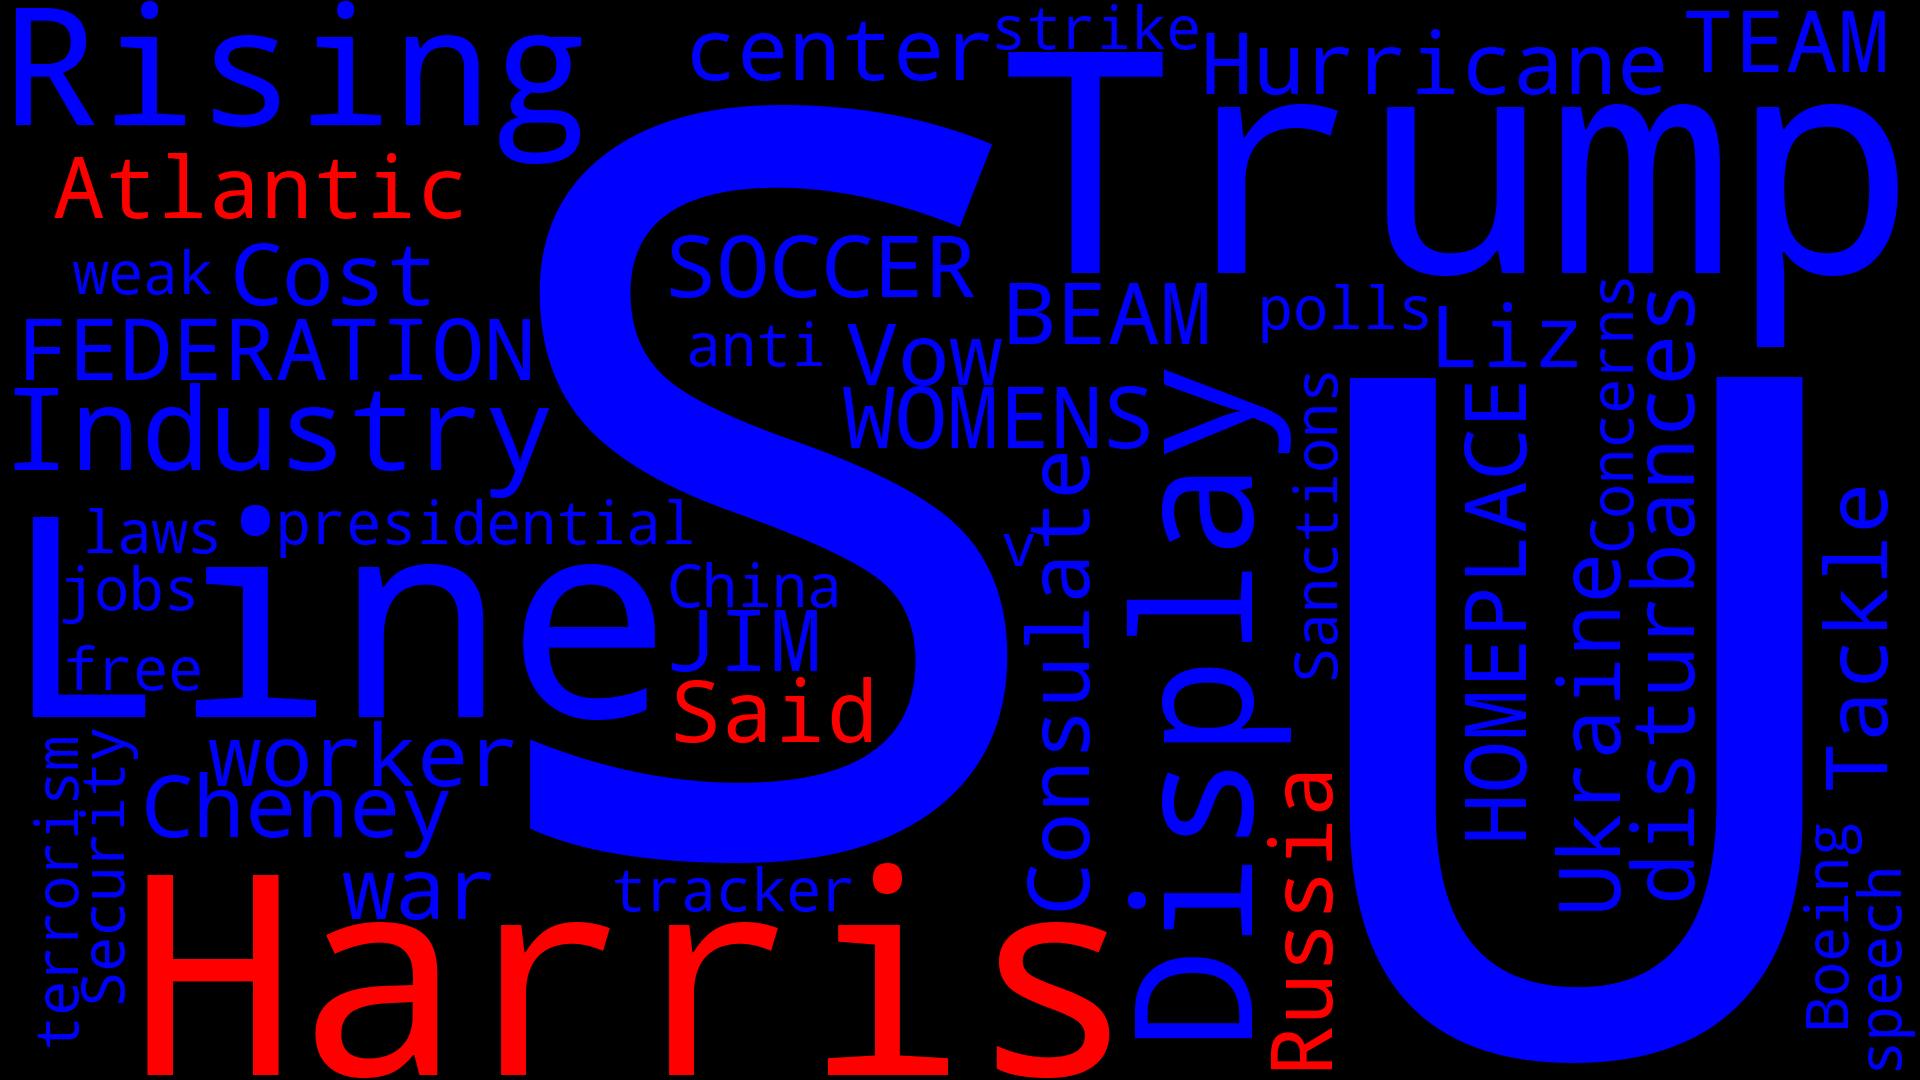 Rising
center
strike
Hurricane
TEAM
Trump
Atlantic
S
weak
Cost
SOCCER
BEAM
polls
Liz
FEDERATION
anti
Vow
Industry
WOMENS
Concerns
disturbances
Sanctions
HOMEPLACE
U
Display
Consulate
laws
presidential
Line
v
jobs
China
JIM
free
Said
Ukraine
Tackle
worker
Cheney
terrorism
Security
war
tracker
Harris
Russia
Boeing
speech